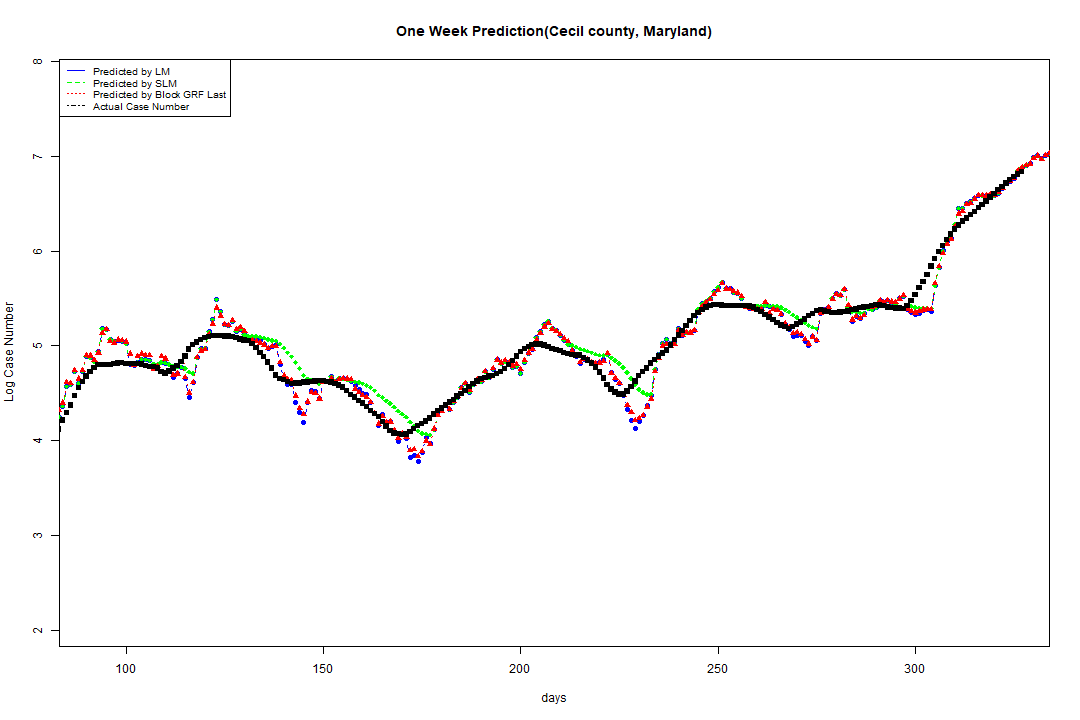 One Week Prediction(Cecil county, Maryland)
Predicted by LM
Predicted by SLM
Predicted by Block GRF Last
Actual Case Number
8
7
6
5
4
3
2
Log Case Number
100 150 200 250 300
days